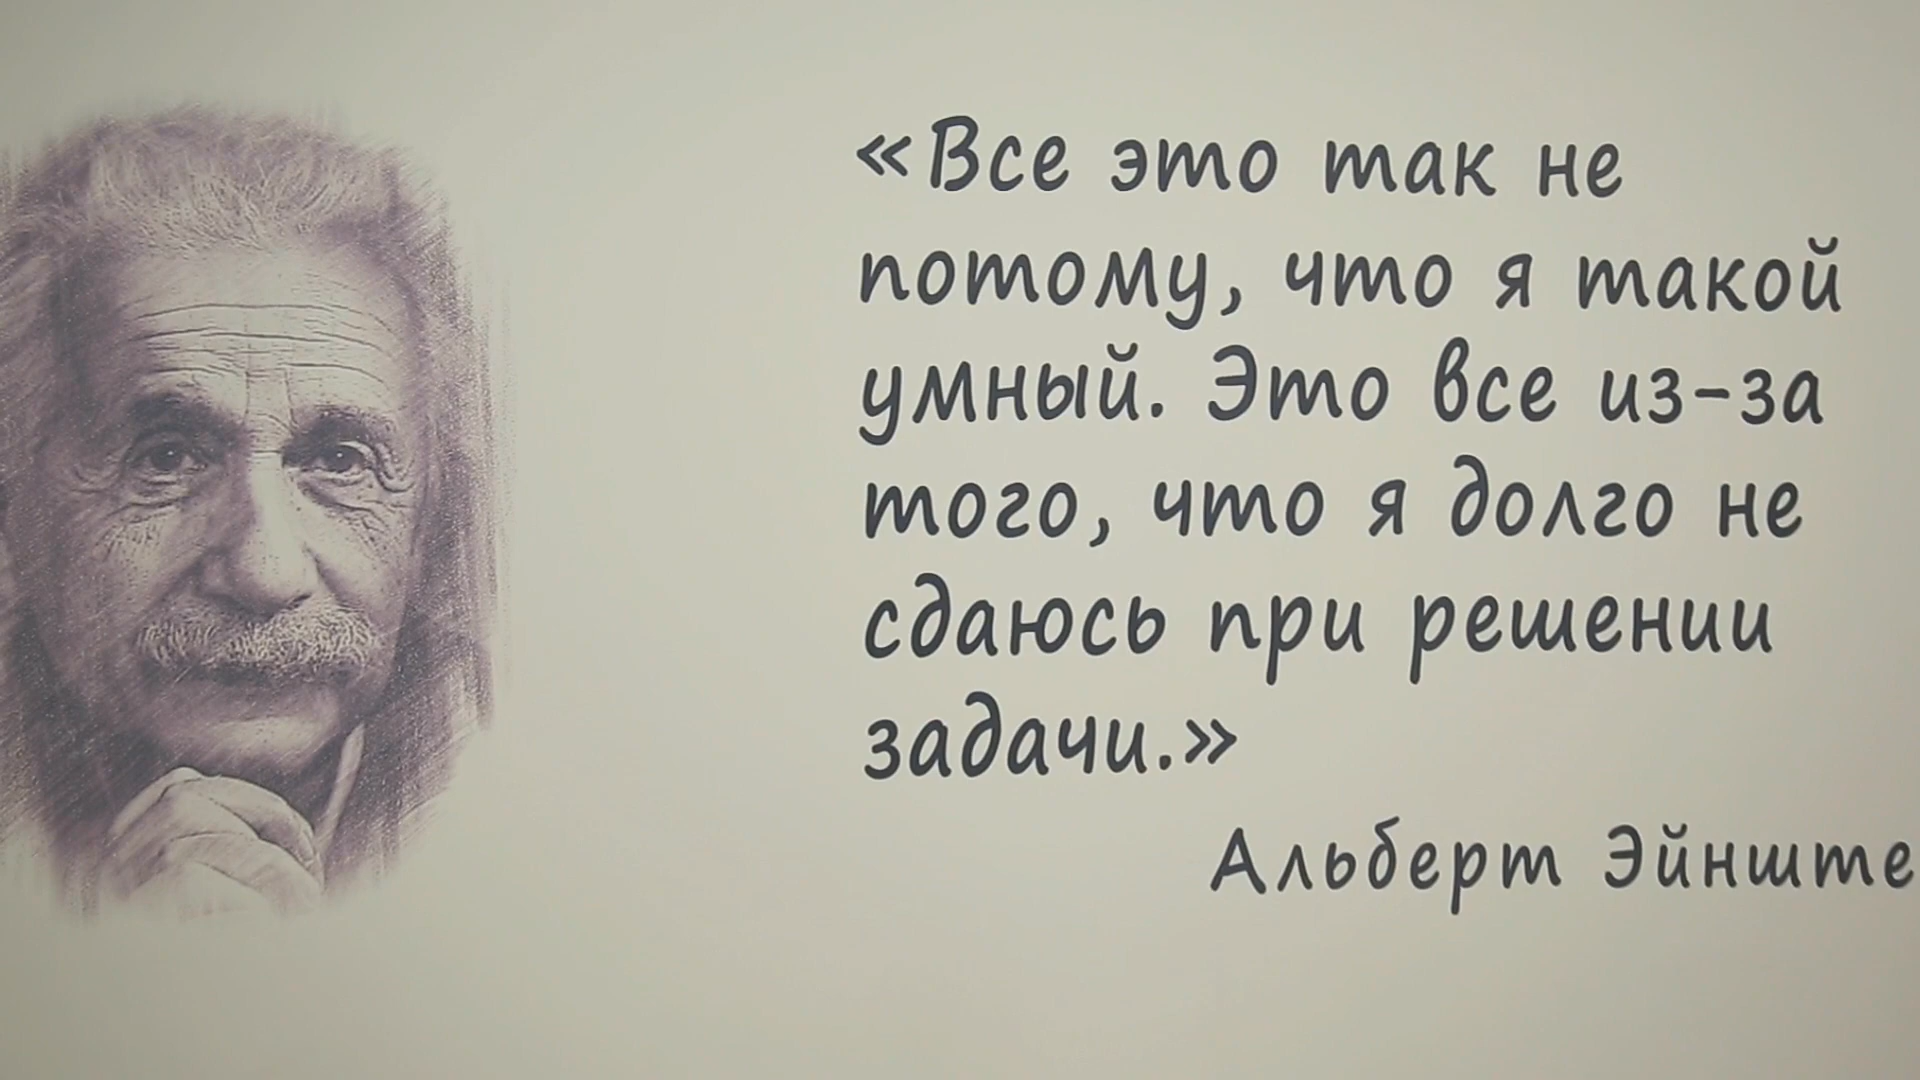 «Все это так не
потому, что я такой
умный. Это все из-за
того, что я долго не
сдаюсь при решении
задачи.»
Альберт Эйнште